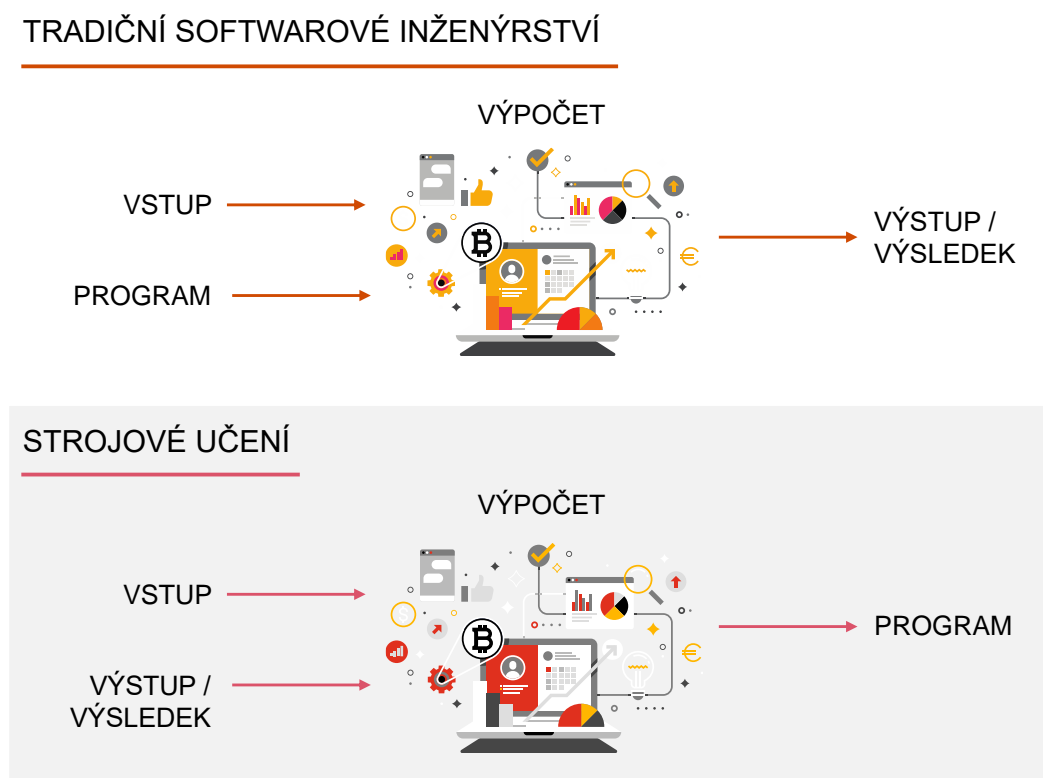 TRADIČNÍ SOFTWAROVÉ INŽENÝRSTVÍ
VÝPOČET
VSTUP
PROGRAM
VÝSTUP /
VÝSLEDEK
STROJOVÉ UČENÍ
VÝPOČET
VSTUP
VÝSTUP /
VÝSLEDEK
PROGRAM